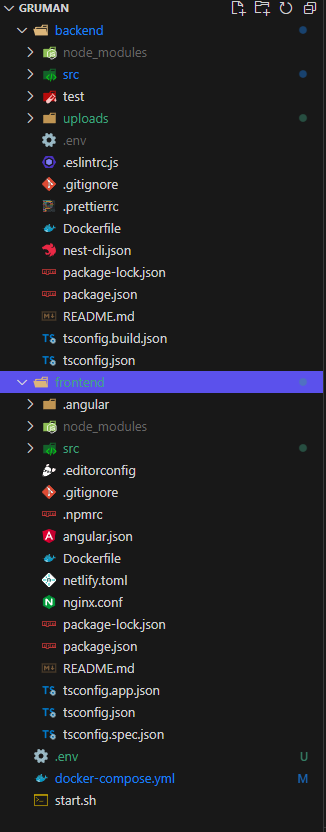 GRUMAN
backend
node_modules
src
test
uploads
.env
.eslintrc.js
.gitignore
.prettierrc
Dockerfile
nest-cli.json
package-lock.json
package.json
README.md
tsconfig.build.json
tsconfig.json
frontend
.angular
node_modules
src
.editorconfig
.gitignore
.npmrc
angular.json
Dockerfile
netlify.toml
nginx.conf
package-lock.json
package.json
README.md
tsconfig.app.json
tsconfig.json
tsconfig.spec.json
.env U
docker-compose.yml M
start.sh